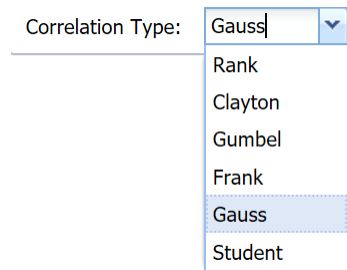 Correlation Type: Gauss
Rank
Clayton
Gumbel
Frank
Gauss
Student